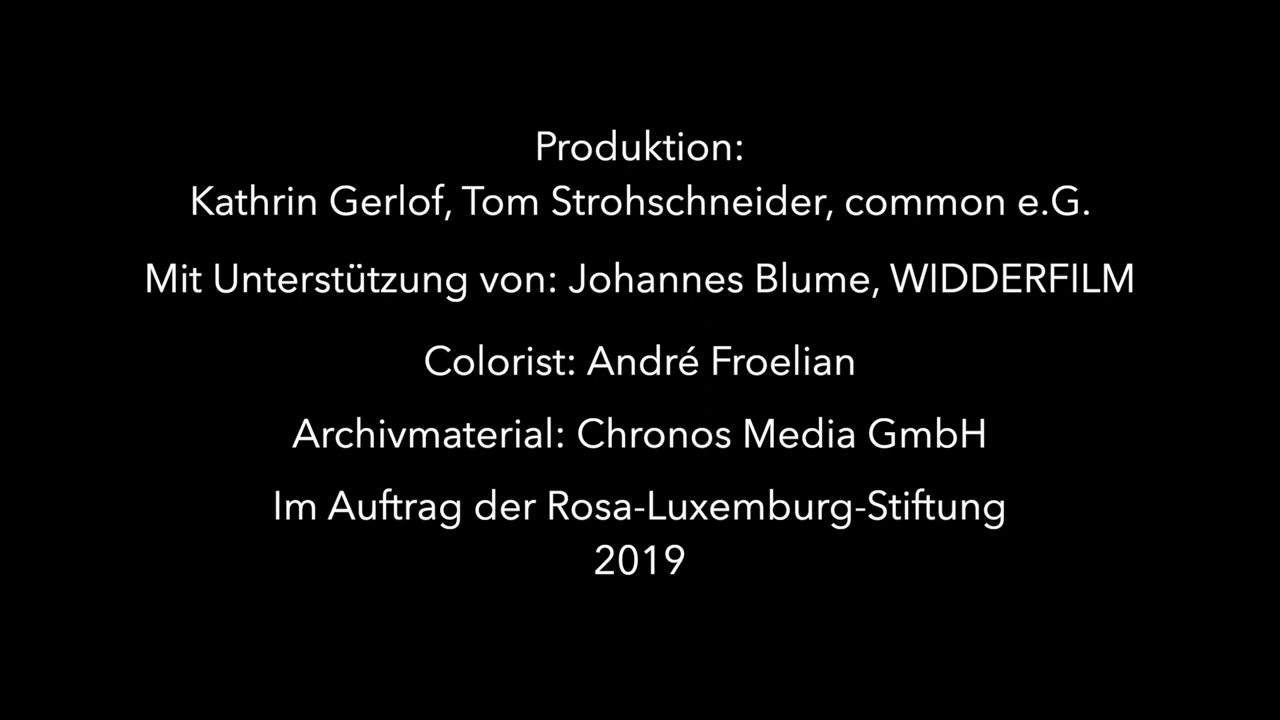 Produktion:
Kathrin Gerlof, Tom Strohschneider, common e.G.
Mit Unterstützung von: Johannes Blume, WIDDERFILM
Colorist: André Froelian
Archivmaterial: Chronos Media GmbH
Im Auftrag der Rosa-Luxemburg-Stiftung
2019